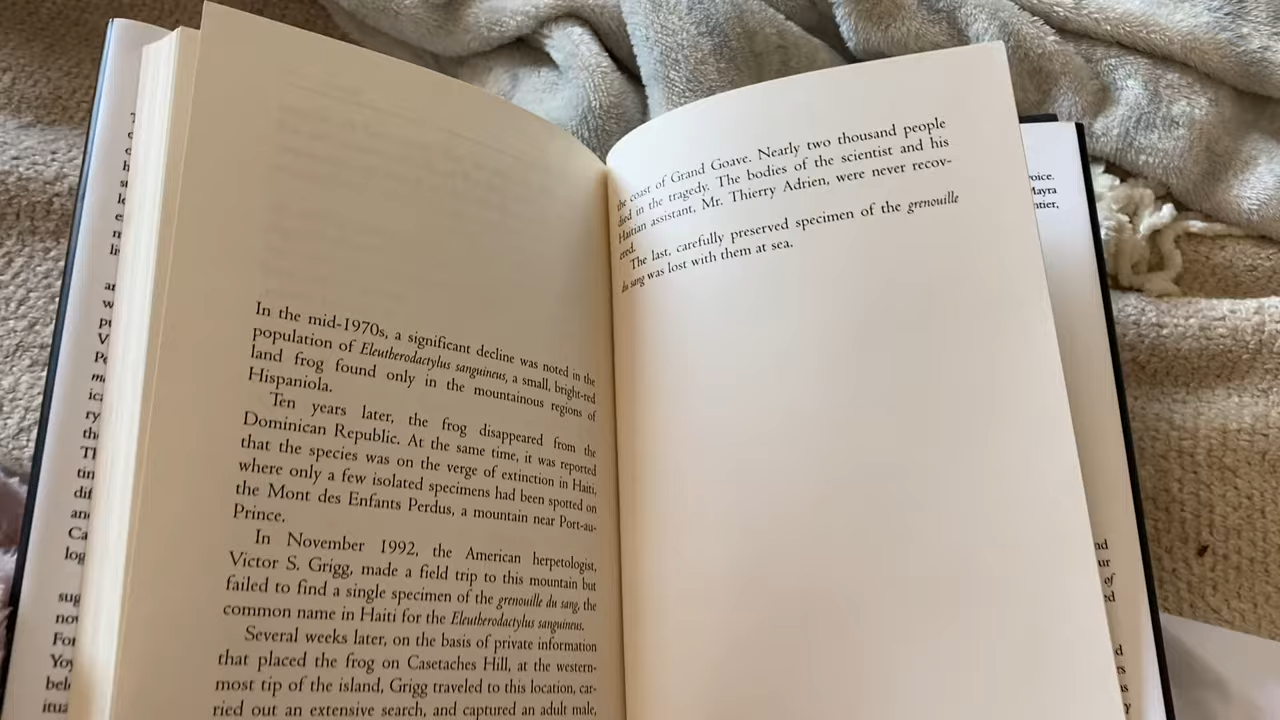 In the mid-1970s, a significant decline was noted in the
population of Eleutherodactylus sanguineus, a small, bright-red
land frog found only in the mountainous regions of
Hispaniola.
Ten years later, the frog disappeared from the
Dominican Republic. At the same time, it was reported
that the species was on the verge of extinction in Haiti,
where only a few isolated specimens had been spotted on
the Mont des Enfants Perdus, a mountain near Port-au-
Prince.
In November 1992, the American herpetologist,
Victor S. Grigg, made a field trip to this mountain but
failed to find a single specimen of the grenouille du sang, the
common name in Haiti for the Eleutherodactylus sanguineus.
Several weeks later, on the basis of private information
that placed the frog on Casetaches Hill, at the western-
most tip of the island, Grigg traveled to this location, car-
ried out an extensive search, and captured an adult male,
the coast of Grand Goave. Nearly two thousand people
died in the tragedy. The bodies of the scientist and his
Haitian assistant, Mr. Thierry Adrien, were never recov-
ered.
The last, carefully preserved specimen of the grenouille
du sang was lost with them at sea.
voice.
Mayra